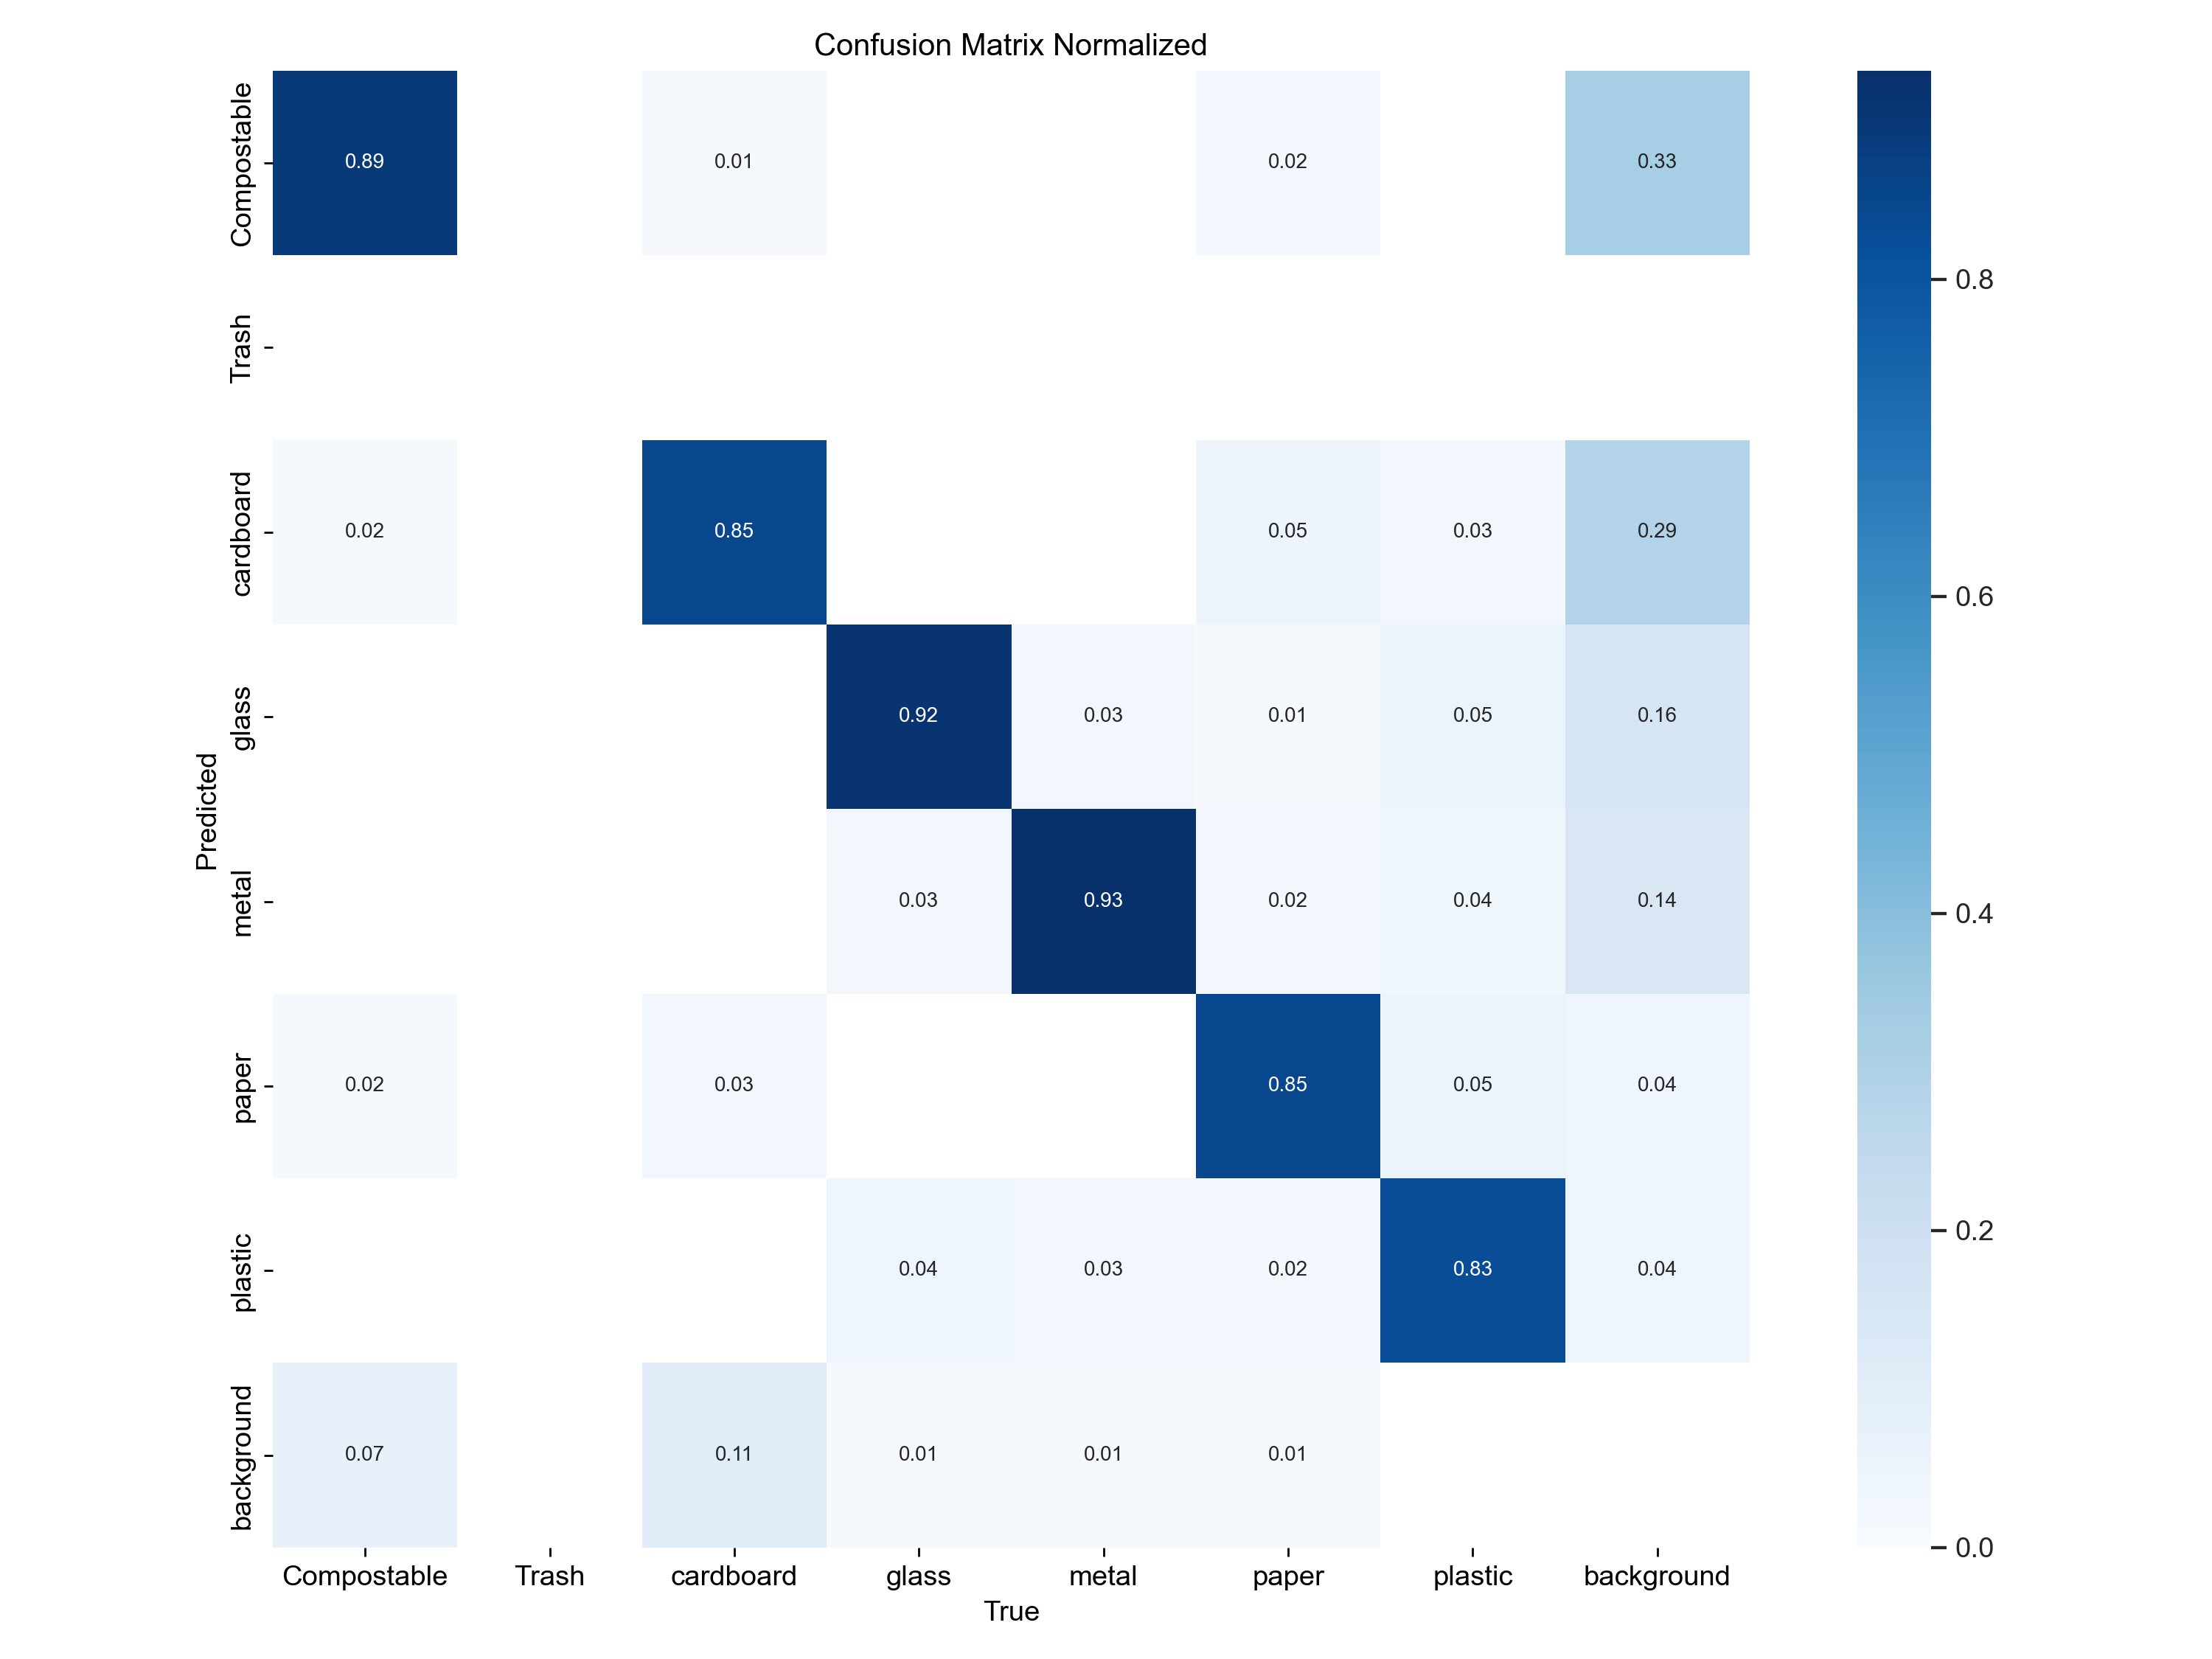 Confusion Matrix Normalized
Compostable 0.89 0.01 0.02 0.33
Trash
cardboard 0.02 0.85 0.05 0.03 0.29
glass 0.92 0.03 0.01 0.05 0.16
metal 0.03 0.93 0.02 0.04 0.14
paper 0.02 0.03 0.85 0.05 0.04
plastic 0.04 0.03 0.02 0.83 0.04
background 0.07 0.11 0.01 0.01 0.01
Predicted
Compostable Trash cardboard glass metal paper plastic background
True
0.8
0.6
0.4
0.2
0.0